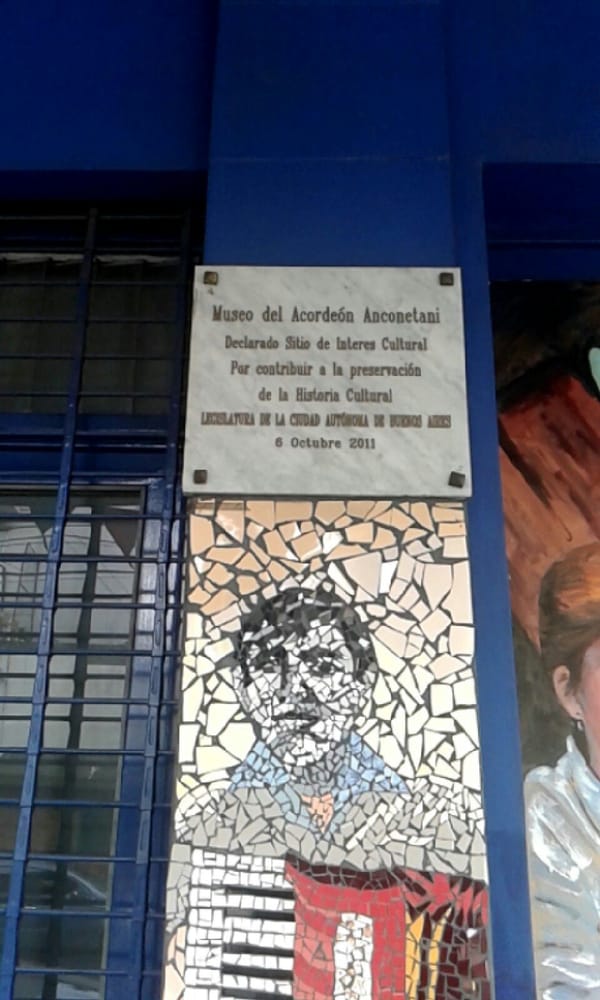 Museo del Acordeón Anconetani
Declarado Sitio de Interes Cultural
Por contribuir a la preservación
de la Historia Cultural
LEGISLATURA DE LA CIUDAD AUTÓNOMA DE BUENOS AIRES
6 Octubre 2011